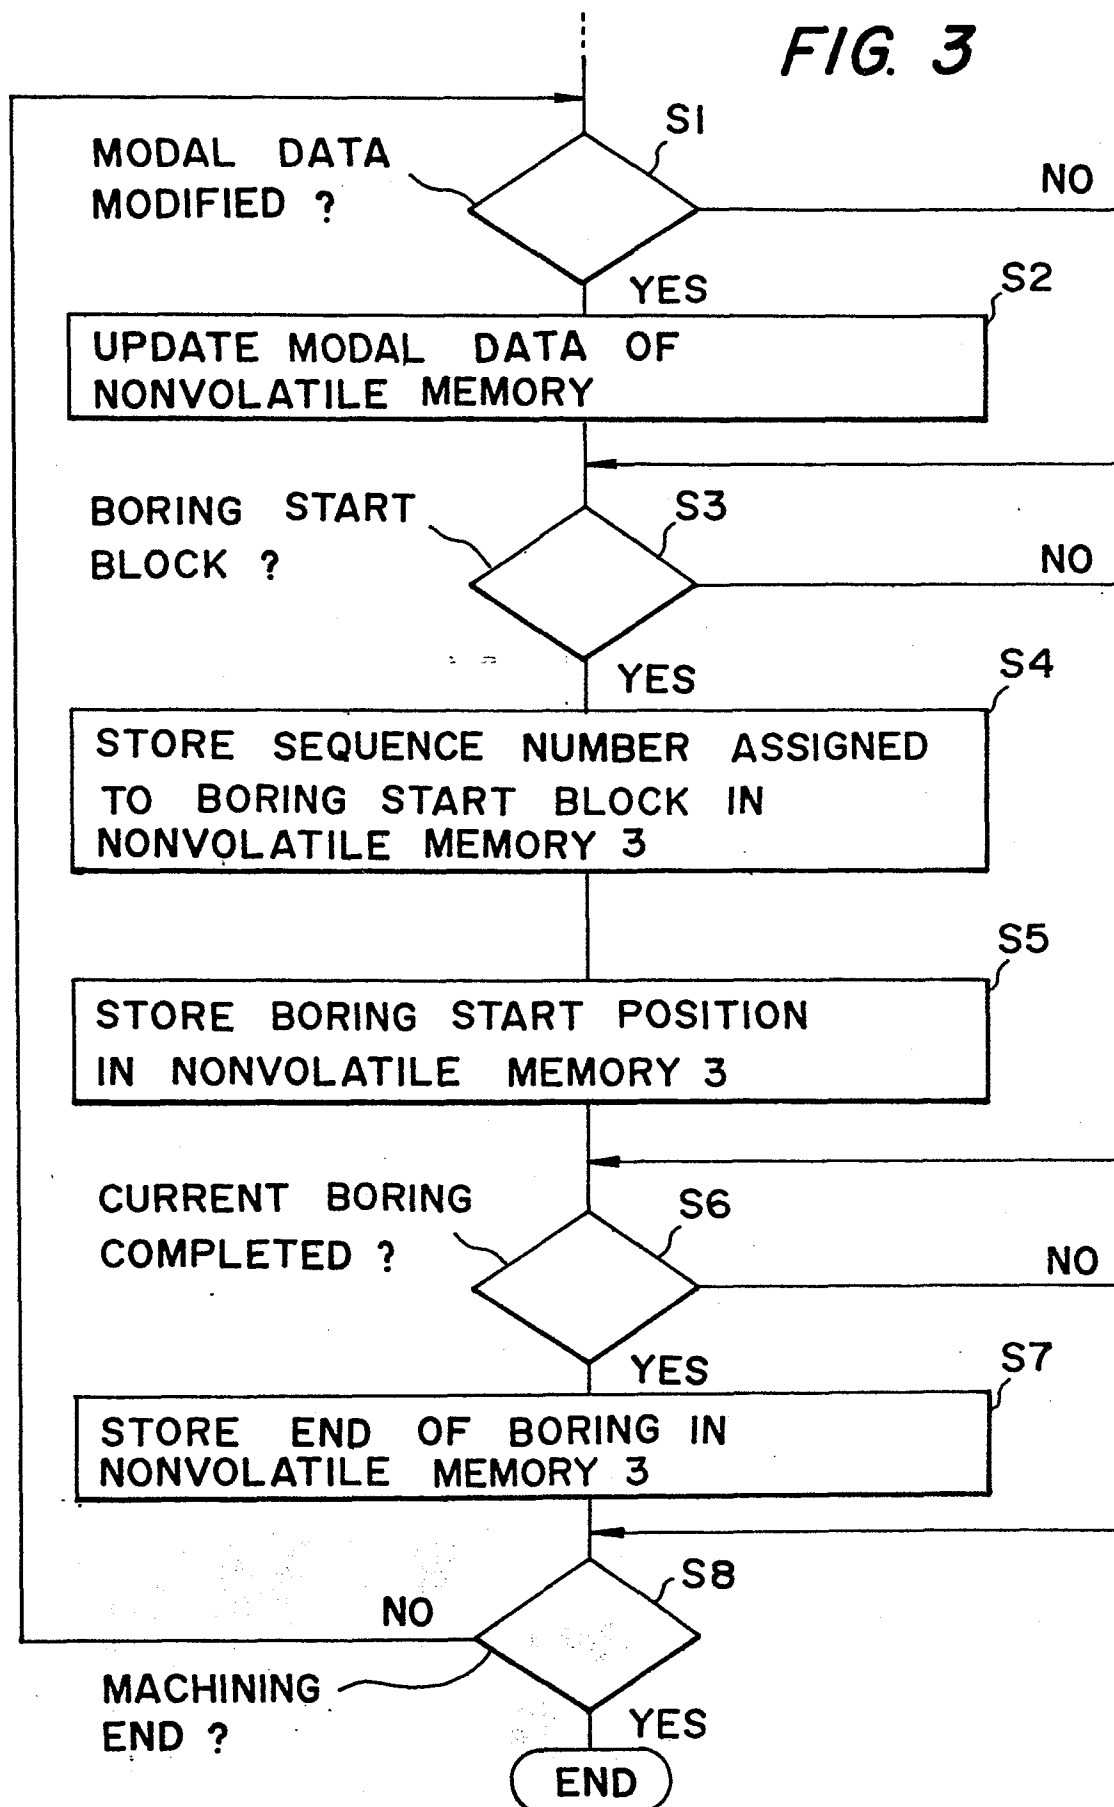 FIG. 3
S1
MODAL DATA
MODIFIED ?
NO
YES
S2
UPDATE MODAL DATA OF
NONVOLATILE MEMORY
BORING START
BLOCK ?
S3
NO
YES
S4
STORE SEQUENCE NUMBER ASSIGNED
TO BORING START BLOCK IN
NONVOLATILE MEMORY 3
S5
STORE BORING START POSITION
IN NONVOLATILE MEMORY 3
CURRENT BORING
COMPLETED ?
S6
NO
YES
S7
STORE END OF BORING IN
NONVOLATILE MEMORY 3
S8
NO
MACHINING
END ?
YES
END